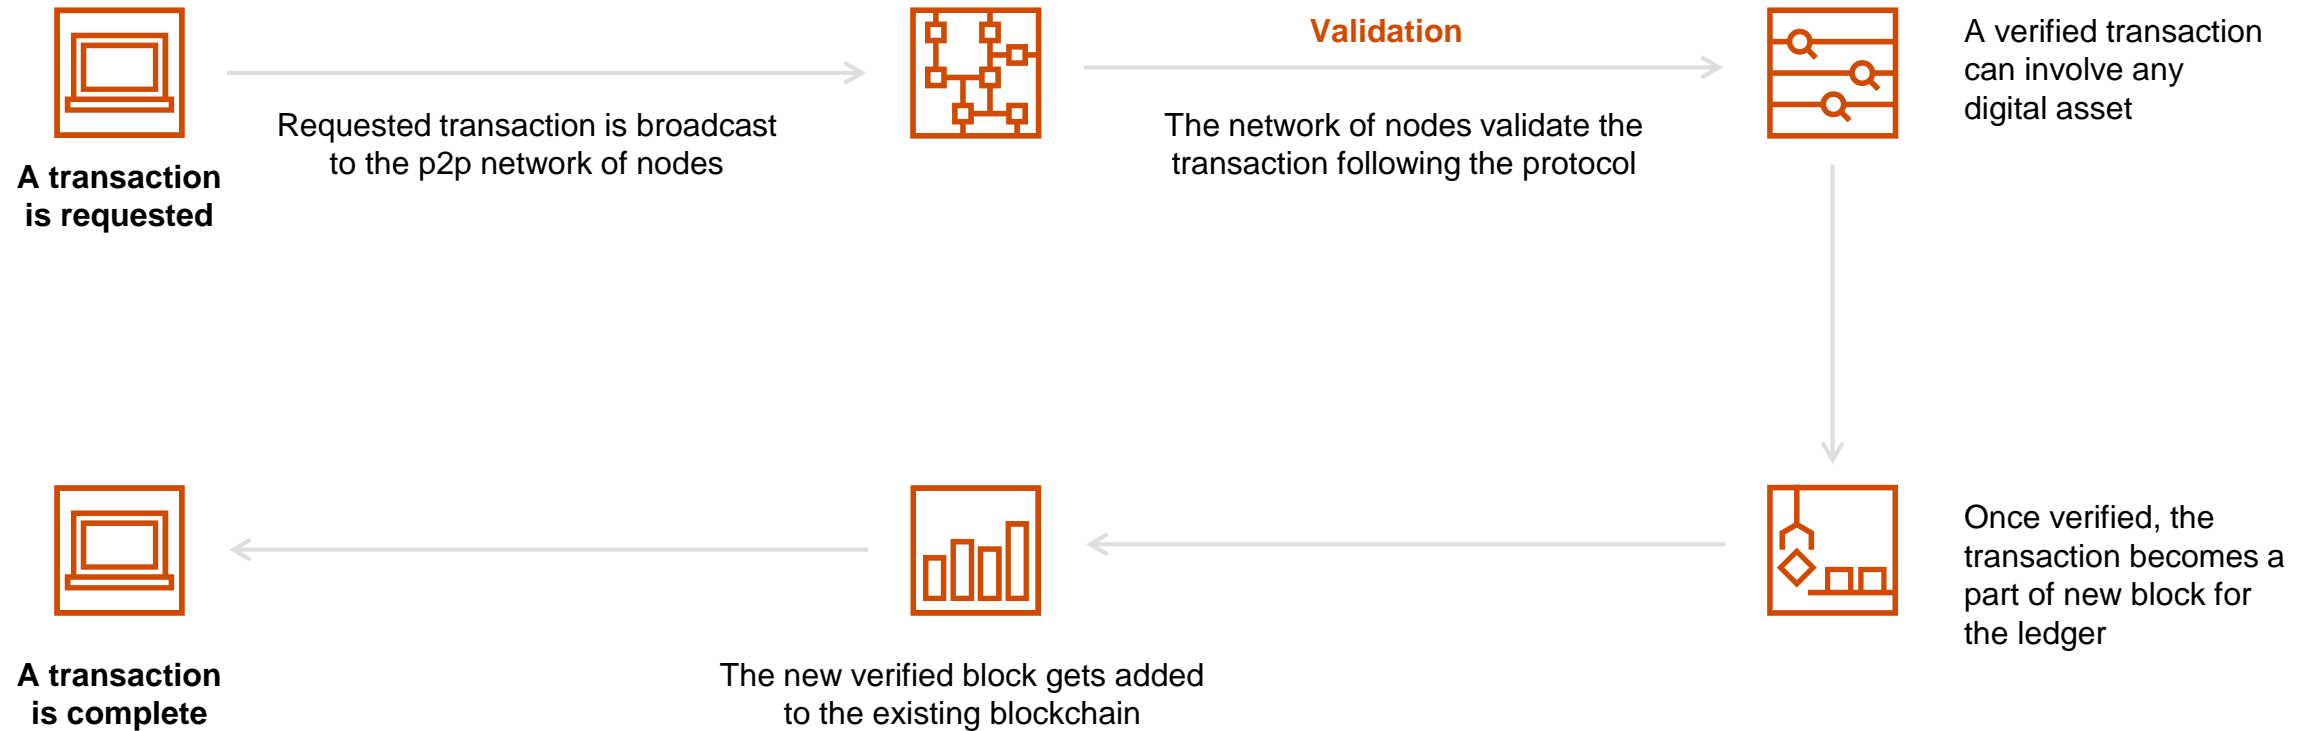 A transaction
is requested
Requested transaction is broadcast
to the p2p network of nodes
Validation
The network of nodes validate the
transaction following the protocol
A verified transaction
can involve any
digital asset
Once verified, the
transaction becomes a
part of new block for
the ledger
The new verified block gets added
to the existing blockchain
A transaction
is complete